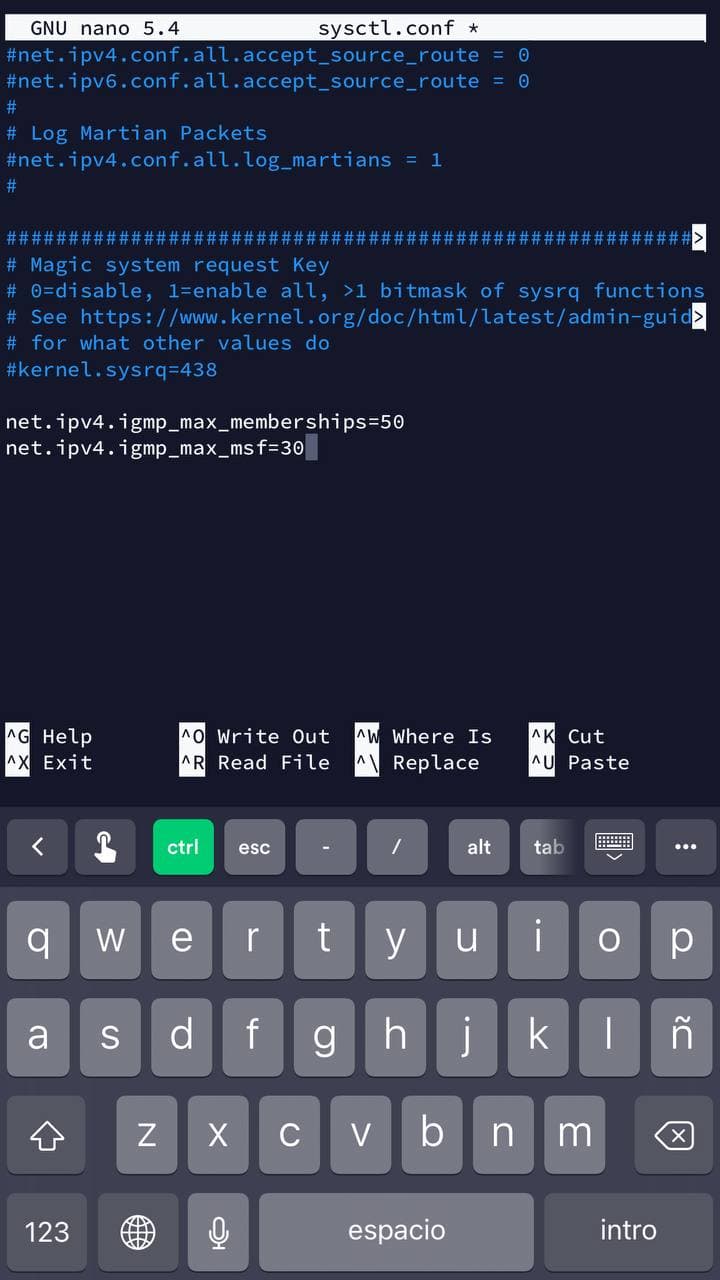 GNU nano 5.4 sysctl.conf *
#net.ipv4.conf.all.accept_source_route = 0
#net.ipv6.conf.all.accept_source_route = 0
#
# Log Martian Packets
#net.ipv4.conf.all.log_martians = 1
#
#######################################################>
# Magic system request Key
# 0=disable, 1=enable all, >1 bitmask of sysrq functions
# See https://www.kernel.org/doc/html/latest/admin-guid>
# for what other values do
#kernel.sysrq=438
net.ipv4.igmp_max_memberships=50
net.ipv4.igmp_max_msf=30
^G Help ^O Write Out ^W Where Is ^K Cut
^X Exit ^R Read File ^\ Replace ^U Paste
ctrl esc - / alt tab ...
q w e r t y u i o p
a s d f g h j k l ñ
z x c v b n m
123 espacio intro